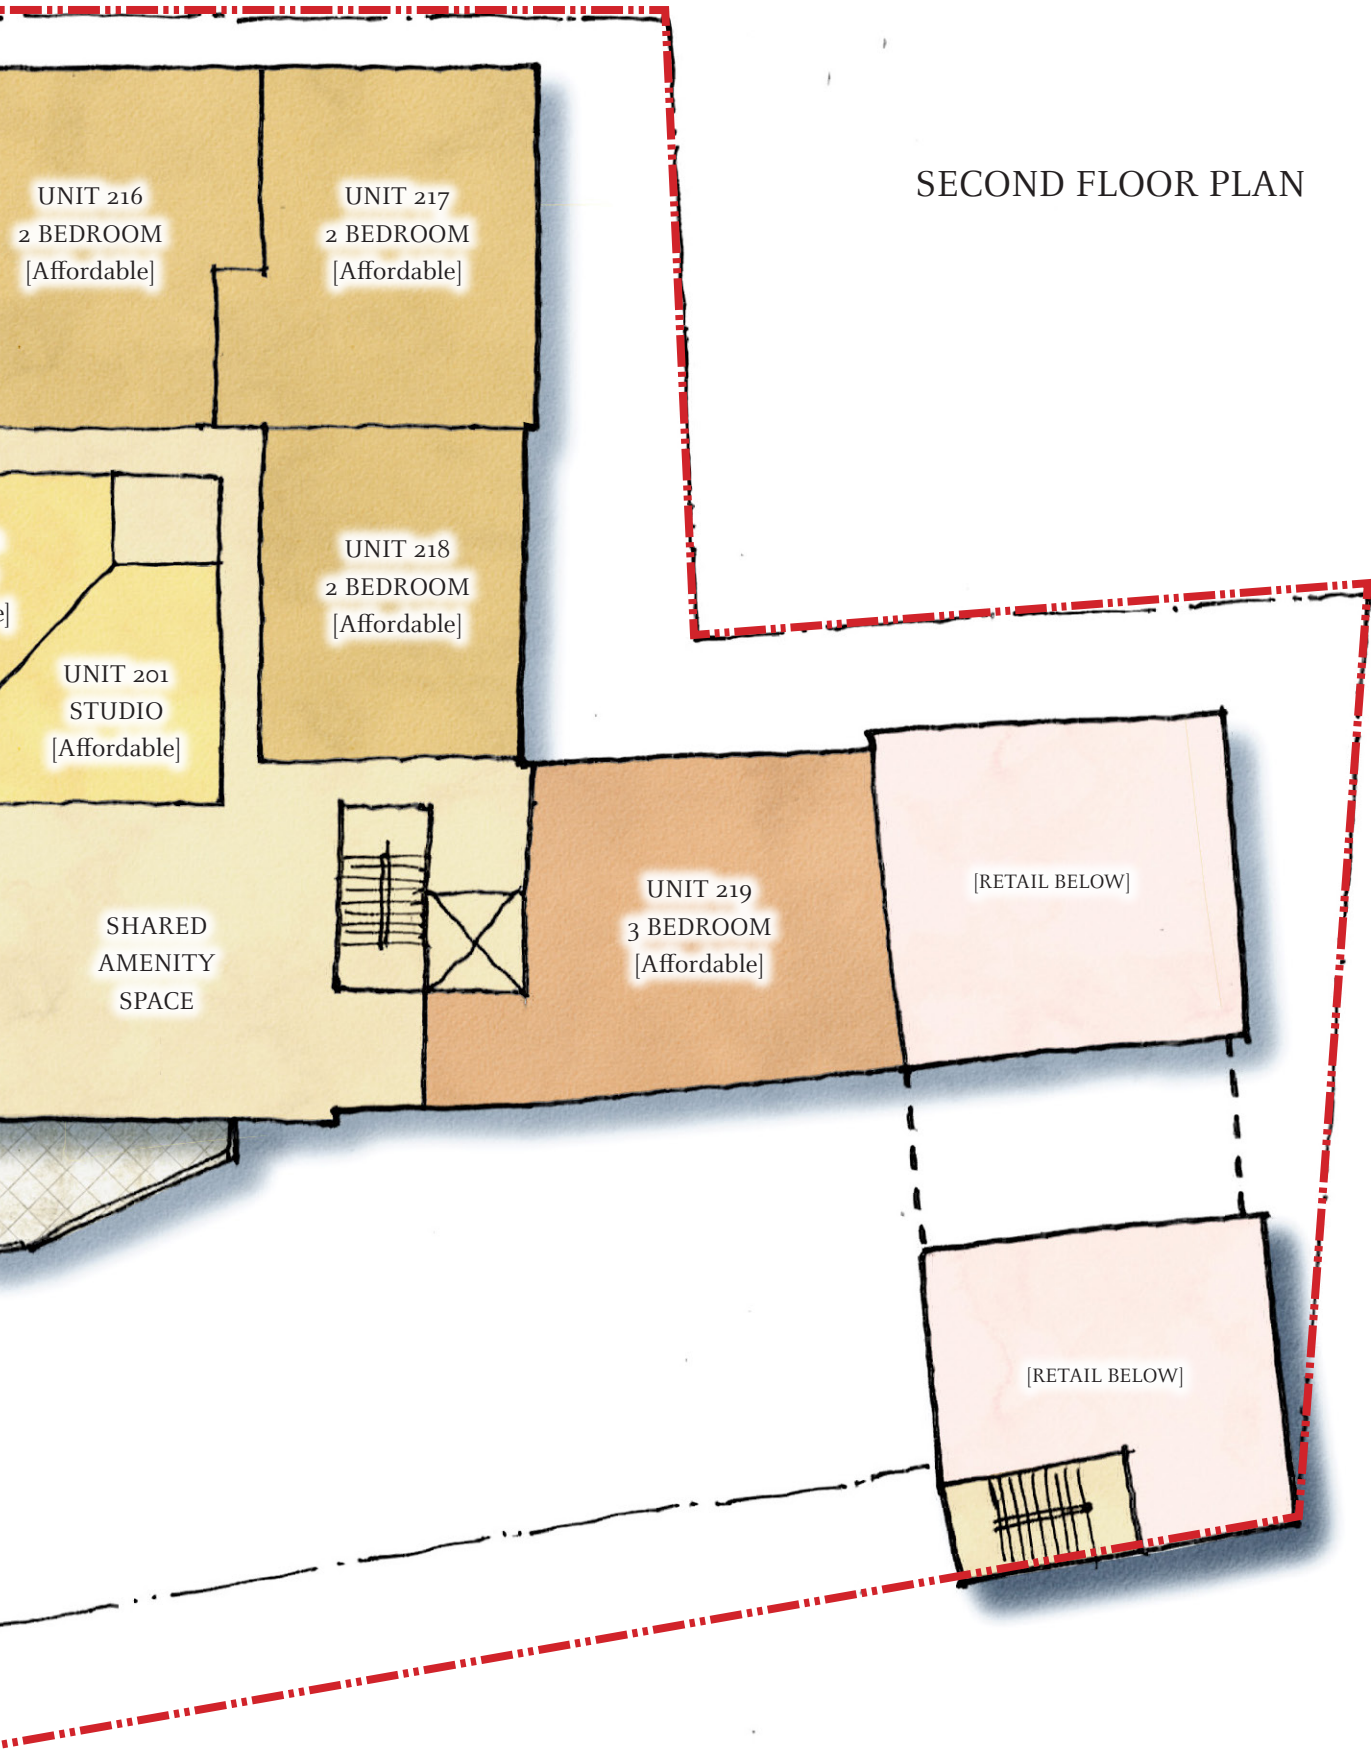 SECOND FLOOR PLAN
UNIT 216
2 BEDROOM
[Affordable]
UNIT 217
2 BEDROOM
[Affordable]
UNIT 218
2 BEDROOM
[Affordable]
UNIT 201
STUDIO
[Affordable]
SHARED
AMENITY
SPACE
UNIT 219
3 BEDROOM
[Affordable]
[RETAIL BELOW]
[RETAIL BELOW]